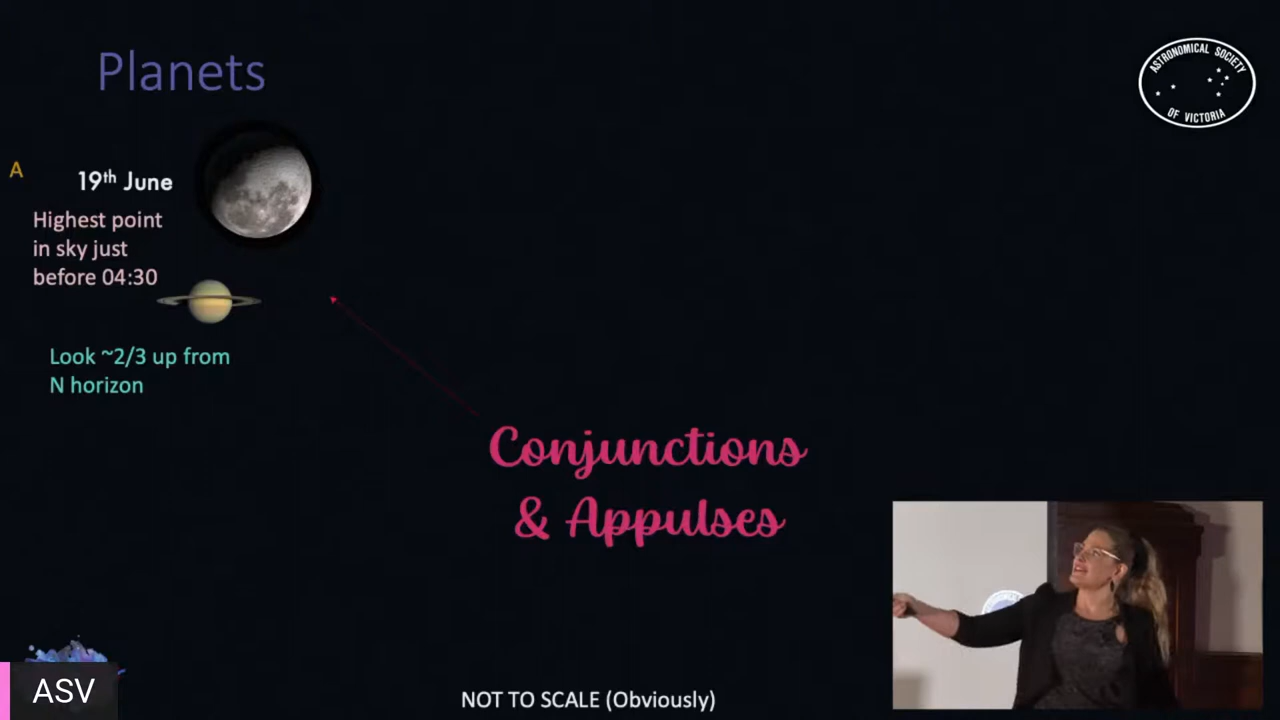 Planets
ASTRONOMICAL SOCIETY
OF VICTORIA
A
19th June
Highest point
in sky just
before 04:30
Look ~2/3 up from
N horizon
Conjunctions
& Appulses
ASV
NOT TO SCALE (Obviously)